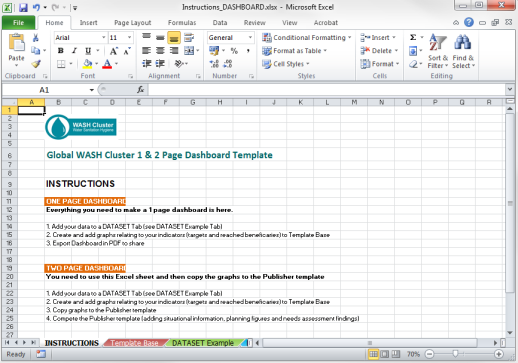 Instructions_DASHBOARD.xlsx - Microsoft Excel
File Home Insert Page Layout Formulas Data Review View Acrobat
Paste
Arial 11
B I U
General
Conditional Formatting
Format as Table
Cell Styles
Insert
Delete
Format
Sort & Filter
Find & Select
Clipboard Font Alignment Number Styles Cells Editing
A1 fx
A B C D E F G H I J K L M N O P Q R
1
2
3
4
5
6
8
9
10
11
12
13
14
15
16
17
18
19
20
21
22
23
24
25
26
27
WASH Cluster
Water Sanitation Hygiene
Global WASH Cluster 1 & 2 Page Dashboard Template
INSTRUCTIONS
ONE PAGE DASHBOARD
Everything you need to make a 1 page dashboard is here.
1. Add your data to a DATASET Tab (see DATASET Example Tab)
2. Create and add graphs relating to your indicators (targets and reached beneficiaries) to Template Base
3. Export Dashboard in PDF to share
TWO PAGE DASHBOARD
You need to use this Excel sheet and then copy the graphs to the Publisher template
1. Add your data to a DATASET Tab (see DATASET Example Tab)
2. Create and add graphs relating to your indicators (targets and reached beneficiaries) to Template Base
3. Copy graphs to the Publisher template
4. Compete the Publisher template (adding situational information, planning figures and needs assessment findings)
INSTRUCTIONS Template Base DATASET Example
Ready 70%